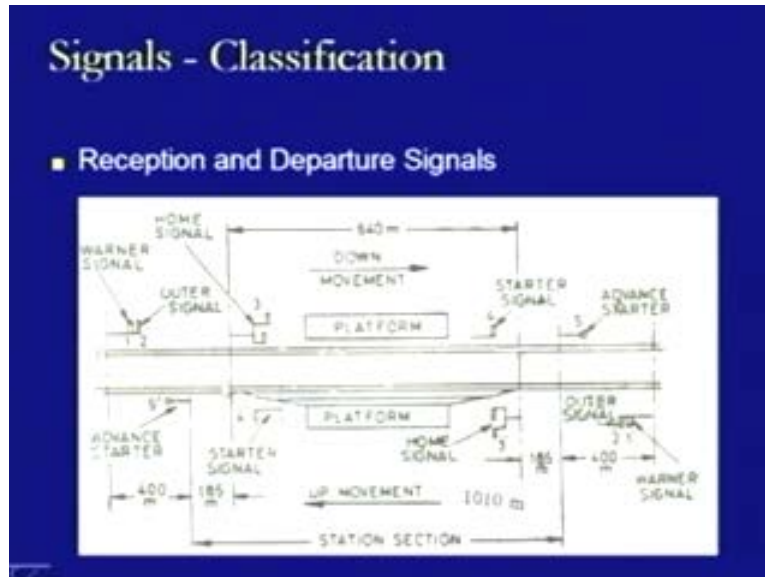 Signals - Classification
Reception and Departure Signals
HOME
SIGNAL
640 m
WARNER
SIGNAL
DOWN
MOVEMENT
OUTER
SIGNAL
STARTER
SIGNAL
ADVANCE
STARTER
3
4
5
PLATFORM
1 2
PLATFORM
5'
4
ADVANCE
STARTER
STARTER
SIGNAL
HOME
SIGNAL
3
OUTER
SIGNAL
2 1
WARNER
SIGNAL
400
m
185
m
UP MOVEMENT
1010 m
185
m
400
m
STATION SECTION